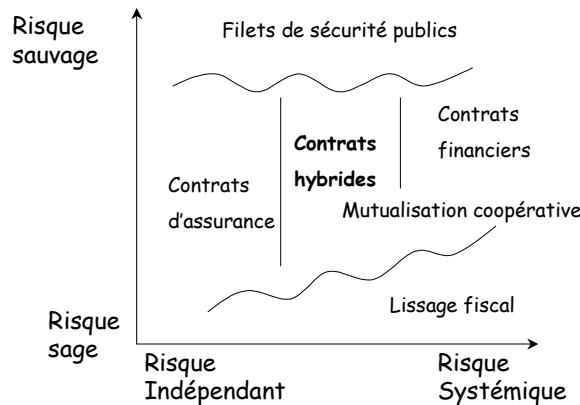 Risque
sauvage
Filets de sécurité publics
Contrats
financiers
Contrats
hybrides
Contrats
d'assurance
Mutualisation coopérative
Lissage fiscal
Risque
sage
Risque
Indépendant
Risque
Systémique